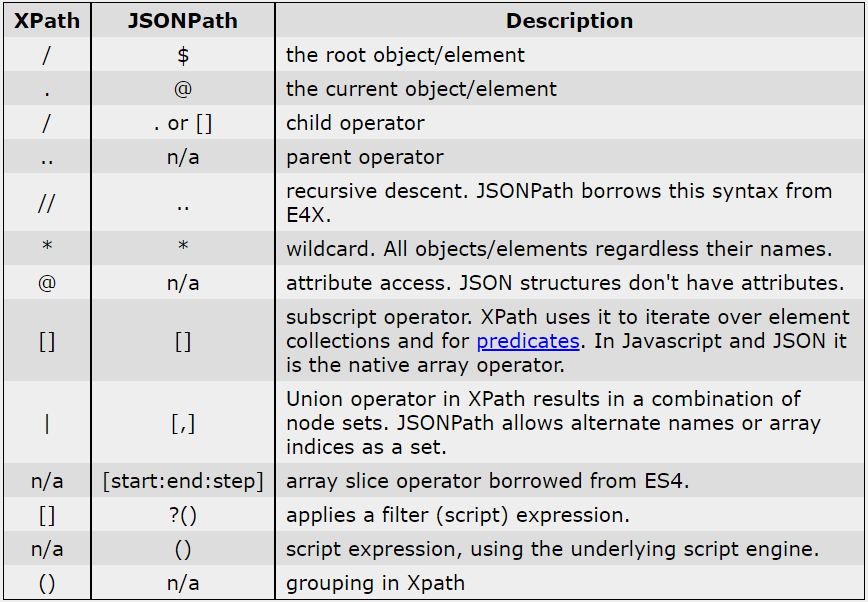 XPath JSONPath Description
/ $ the root object/element
. @ the current object/element
/ . or [] child operator
.. n/a parent operator
// .. recursive descent. JSONPath borrows this syntax from
E4X.
* * wildcard. All objects/elements regardless their names.
@ n/a attribute access. JSON structures don't have attributes.
[] [] subscript operator. XPath uses it to iterate over element
collections and for predicates. In Javascript and JSON it
is the native array operator.
| [,] Union operator in XPath results in a combination of
node sets. JSONPath allows alternate names or array
indices as a set.
n/a [start:end:step] array slice operator borrowed from ES4.
[] ?() applies a filter (script) expression.
n/a () script expression, using the underlying script engine.
() n/a grouping in Xpath